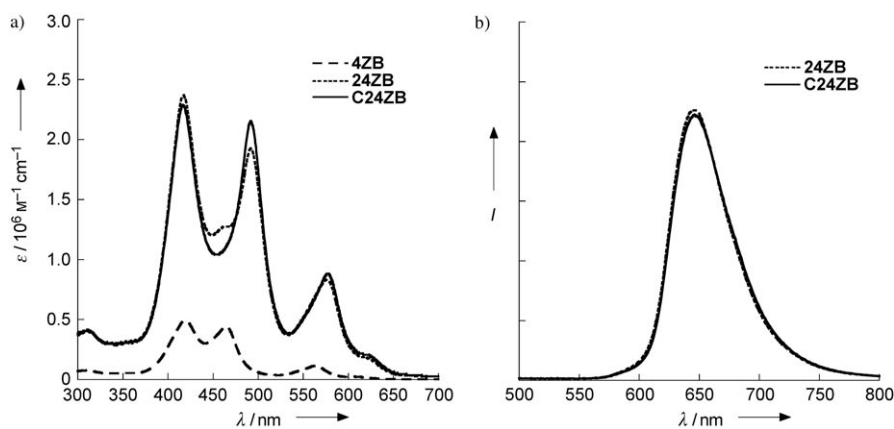 a)
ε / 10⁶ M⁻¹ cm⁻¹
3.0
2.5
2.0
1.5
1.0
0.5
0
4ZB
24ZB
C24ZB
300 350 400 450 500 550 600 650 700
λ / nm
b)
I
24ZB
C24ZB
500 550 600 650 700 750 800
λ / nm